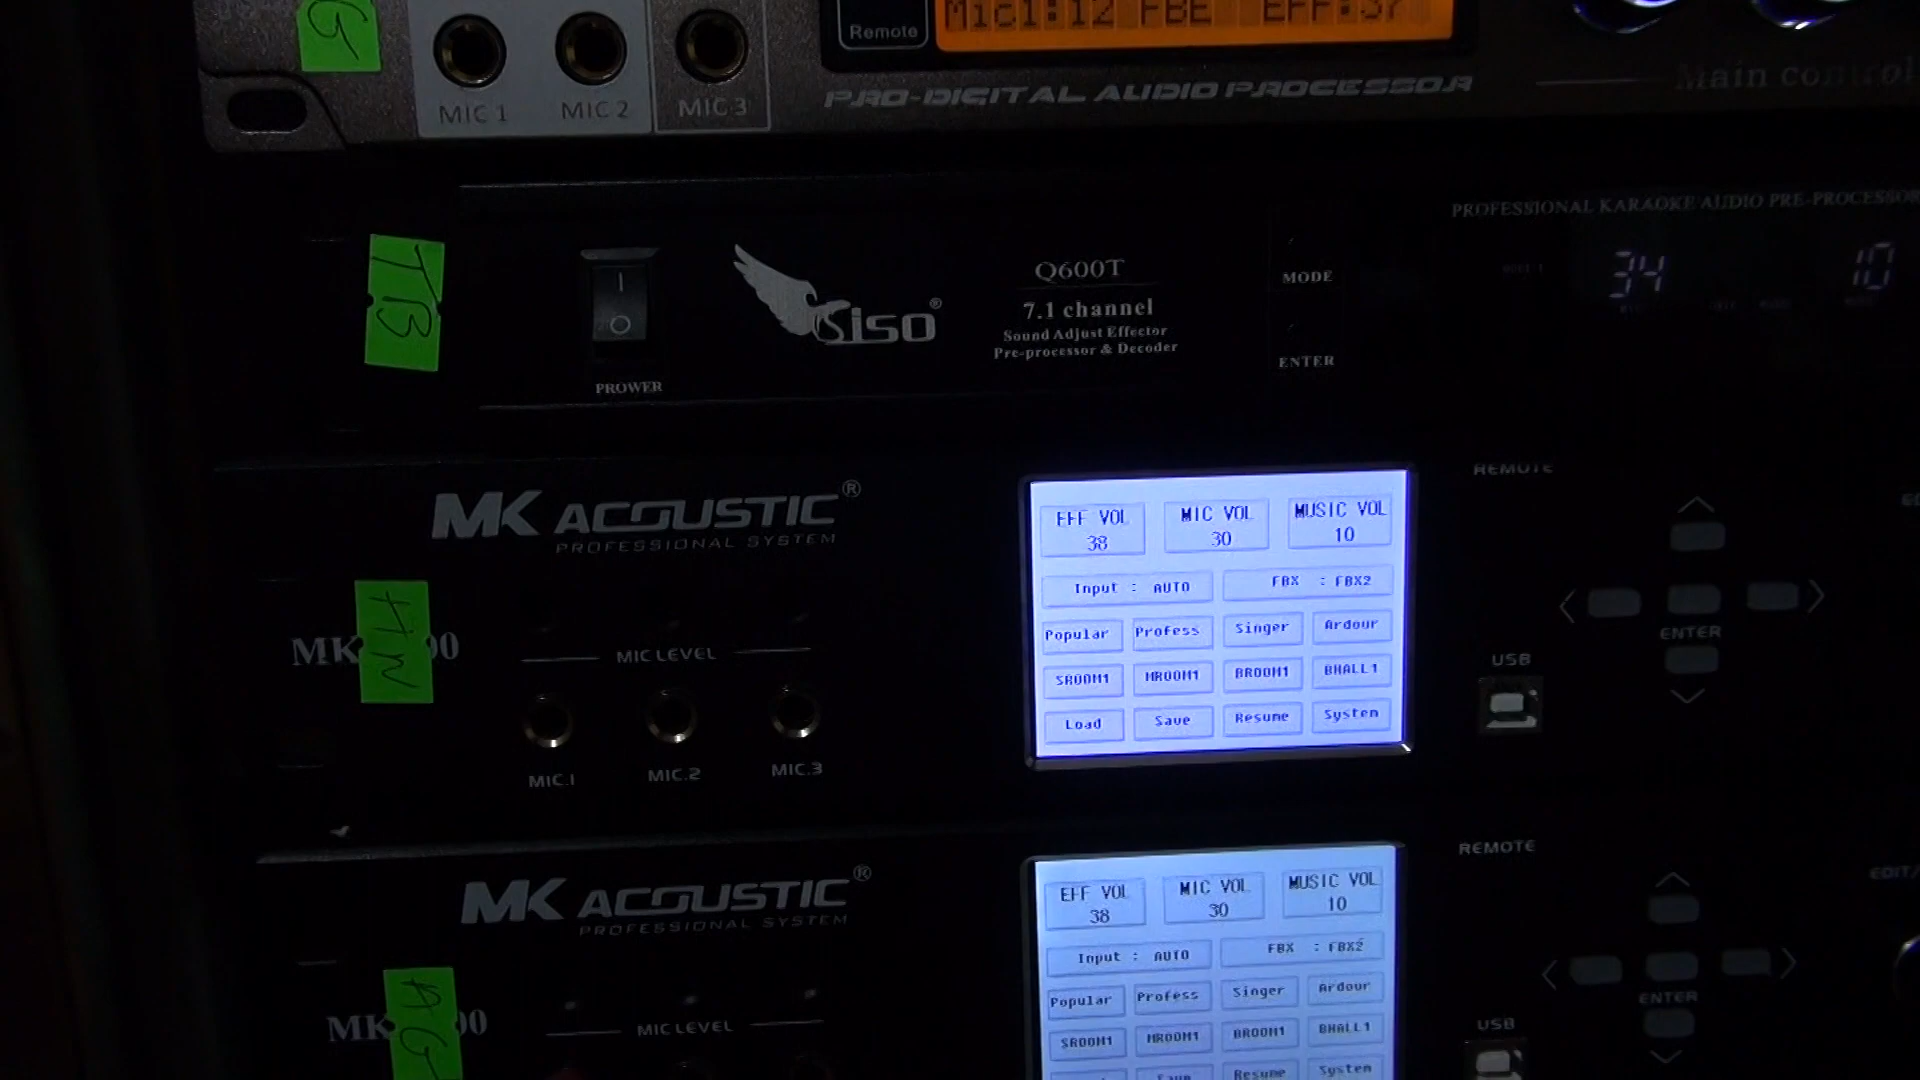 G
Mic1:12 FBE EFF:37
Remote
MIC 1 MIC 2 MIC 3
PRO-DIGITAL AUDIO PROCESSOR
Main control
PROFESSIONAL KARAOKE AUDIO PRE-PROCESSOR
TB
Siso®
Q600T
7.1 channel
Sound Adjust Effector
Pre-processor & Decoder
MODE
ENTER
34 10
PROWER
MK ACOUSTIC®
PROFESSIONAL SYSTEM
HN
MIC LEVEL
MIC.1 MIC.2 MIC.3
EFF VOL MIC VOL MUSIC VOL
38 30 10
Input : AUTO FBX : FBX2
Popular Profess Singer Ardour
SROOM1 MROOM1 BROOM1 BHALL1
Load Save Resume System
REMOTE
ENTER
USB
MK ACOUSTIC®
PROFESSIONAL SYSTEM
AG
MIC LEVEL
EFF VOL MIC VOL MUSIC VOL
38 30 10
Input : AUTO FBX : FBX2
Popular Profess Singer Ardour
SROOM1 MROOM1 BROOM1 BHALL1
Save Resume System
REMOTE
EDIT/
ENTER
USB